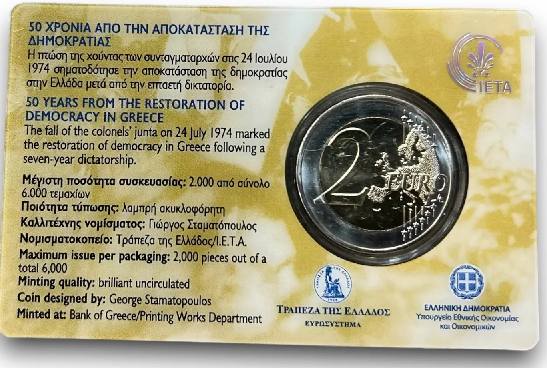 50 ΧΡΟΝΙΑ ΑΠΟ ΤΗΝ ΑΠΟΚΑΤΑΣΤΑΣΗ ΤΗΣ
ΔΗΜΟΚΡΑΤΙΑΣ
Η πτώση της χούντας των συνταγματαρχών στις 24 Ιουλίου
1974 σηματοδότησε την αποκατάσταση της δημοκρατίας
στην Ελλάδα μετά από την επταετή δικτατορία.
50 YEARS FROM THE RESTORATION OF
DEMOCRACY IN GREECE
The fall of the colonels' junta on 24 July 1974 marked
the restoration of democracy in Greece following a
seven-year dictatorship.
Μέγιστη ποσότητα συσκευασίας: 2.000 από σύνολο
6.000 τεμαχίων
Ποιότητα τύπωσης: λαμπρή ακυκλοφόρητη
Καλλιτέχνης νομίσματος: Γιώργος Σταματόπουλος
Νομισματοκοπείο: Τράπεζα της Ελλάδος/Ι.Ε.Τ.Α.
Maximum issue per packaging: 2,000 pieces out of a
total 6,000
Minting quality: brilliant uncirculated
Coin designed by: George Stamatopoulos
Minted at: Bank of Greece/Printing Works Department
ΙΕΤΑ
2 EURO
ΤΡΑΠΕΖΑ ΤΗΣ ΕΛΛΑΔΟΣ
ΕΥΡΩΣΥΣΤΗΜΑ
ΕΛΛΗΝΙΚΗ ΔΗΜΟΚΡΑΤΙΑ
Υπουργείο Εθνικής Οικονομίας
και Οικονομικών